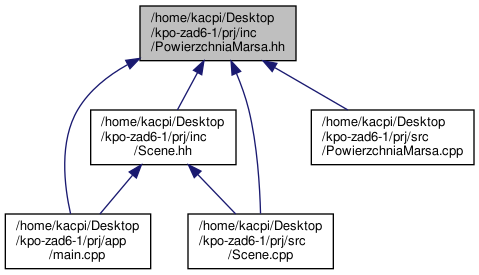 /home/kacpi/Desktop
/kpo-zad6-1/prj/inc
/PowierzchniaMarsa.hh
/home/kacpi/Desktop
/kpo-zad6-1/prj/inc
/Scene.hh
/home/kacpi/Desktop
/kpo-zad6-1/prj/src
/PowierzchniaMarsa.cpp
/home/kacpi/Desktop
/kpo-zad6-1/prj/app
/main.cpp
/home/kacpi/Desktop
/kpo-zad6-1/prj/src
/Scene.cpp